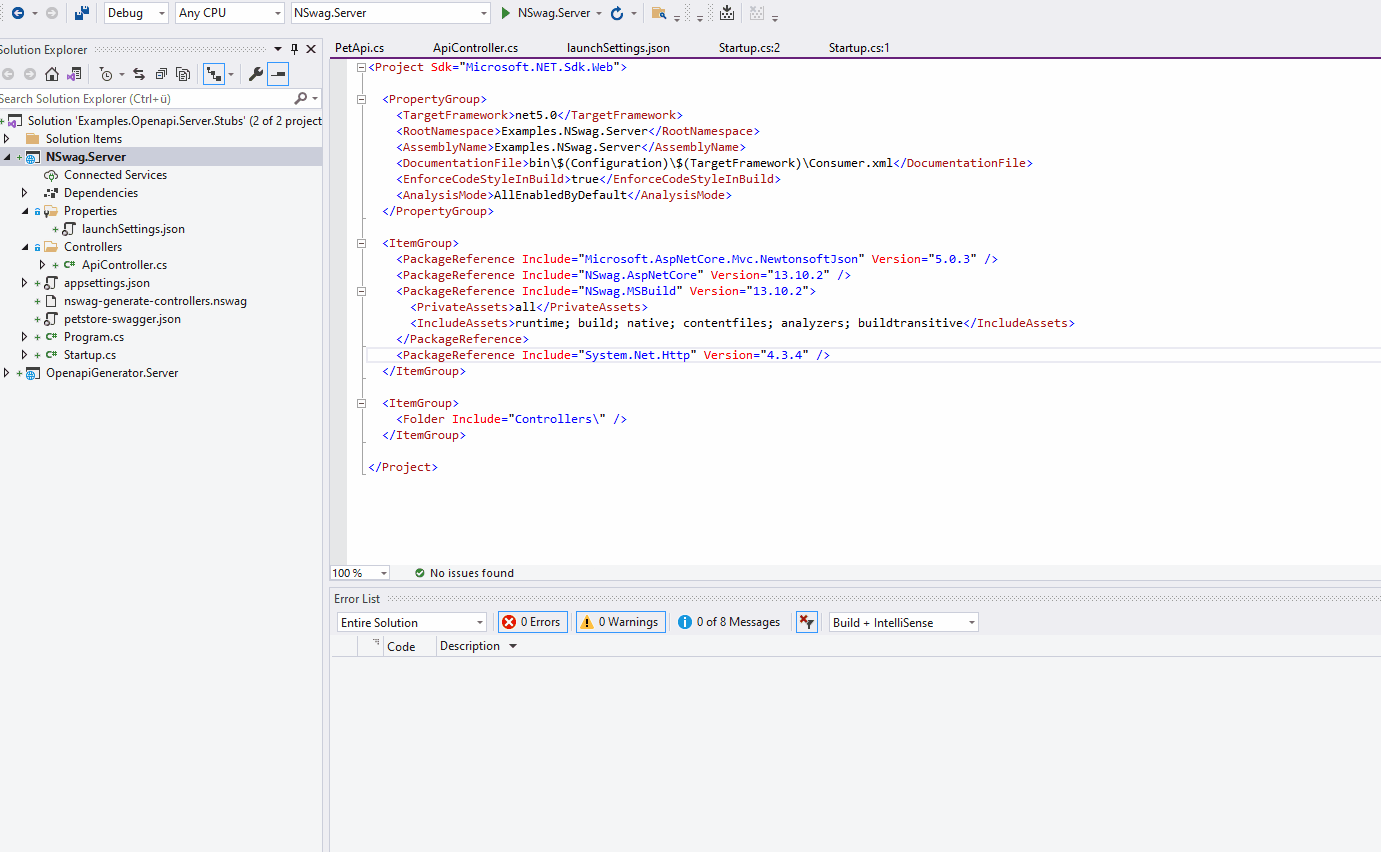 Debug
Any CPU
NSwag.Server
NSwag.Server
Solution Explorer
Search Solution Explorer (Ctrl+ü)
Solution 'Examples.Openapi.Server.Stubs' (2 of 2 project
Solution Items
NSwag.Server
Connected Services
Dependencies
Properties
launchSettings.json
Controllers
ApiController.cs
appsettings.json
nswag-generate-controllers.nswag
petstore-swagger.json
Program.cs
Startup.cs
OpenapiGenerator.Server
PetApi.cs ApiController.cs launchSettings.json Startup.cs:2 Startup.cs:1
<Project Sdk="Microsoft.NET.Sdk.Web">
<PropertyGroup>
<TargetFramework>net5.0</TargetFramework>
<RootNamespace>Examples.NSwag.Server</RootNamespace>
<AssemblyName>Examples.NSwag.Server</AssemblyName>
<DocumentationFile>bin\$(Configuration)\$(TargetFramework)\Consumer.xml</DocumentationFile>
<EnforceCodeStyleInBuild>true</EnforceCodeStyleInBuild>
<AnalysisMode>AllEnabledByDefault</AnalysisMode>
</PropertyGroup>
<ItemGroup>
<PackageReference Include="Microsoft.AspNetCore.Mvc.NewtonsoftJson" Version="5.0.3" />
<PackageReference Include="NSwag.AspNetCore" Version="13.10.2" />
<PackageReference Include="NSwag.MSBuild" Version="13.10.2">
<PrivateAssets>all</PrivateAssets>
<IncludeAssets>runtime; build; native; contentfiles; analyzers; buildtransitive</IncludeAssets>
</PackageReference>
<PackageReference Include="System.Net.Http" Version="4.3.4" />
</ItemGroup>
<ItemGroup>
<Folder Include="Controllers\" />
</ItemGroup>
</Project>
100 %
No issues found
Error List
Entire Solution
0 Errors
0 Warnings
0 of 8 Messages
Build + IntelliSense
Code
Description